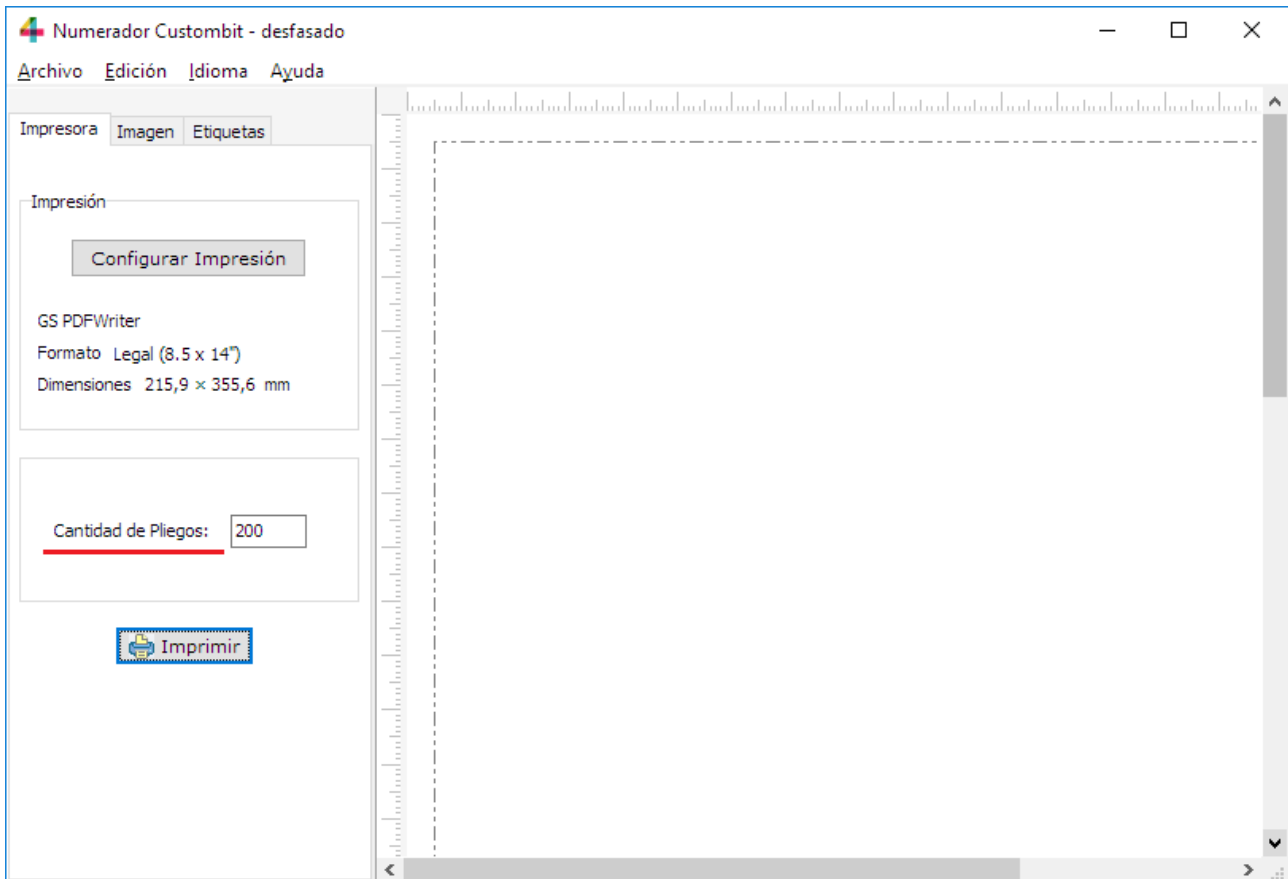 Numerador Custombit - desfasado
Archivo Edición Idioma Ayuda
Impresora Imagen Etiquetas
Impresión
Configurar Impresión
GS PDFWriter
Formato Legal (8.5 x 14")
Dimensiones 215,9 × 355,6 mm
Cantidad de Pliegos: 200
Imprimir